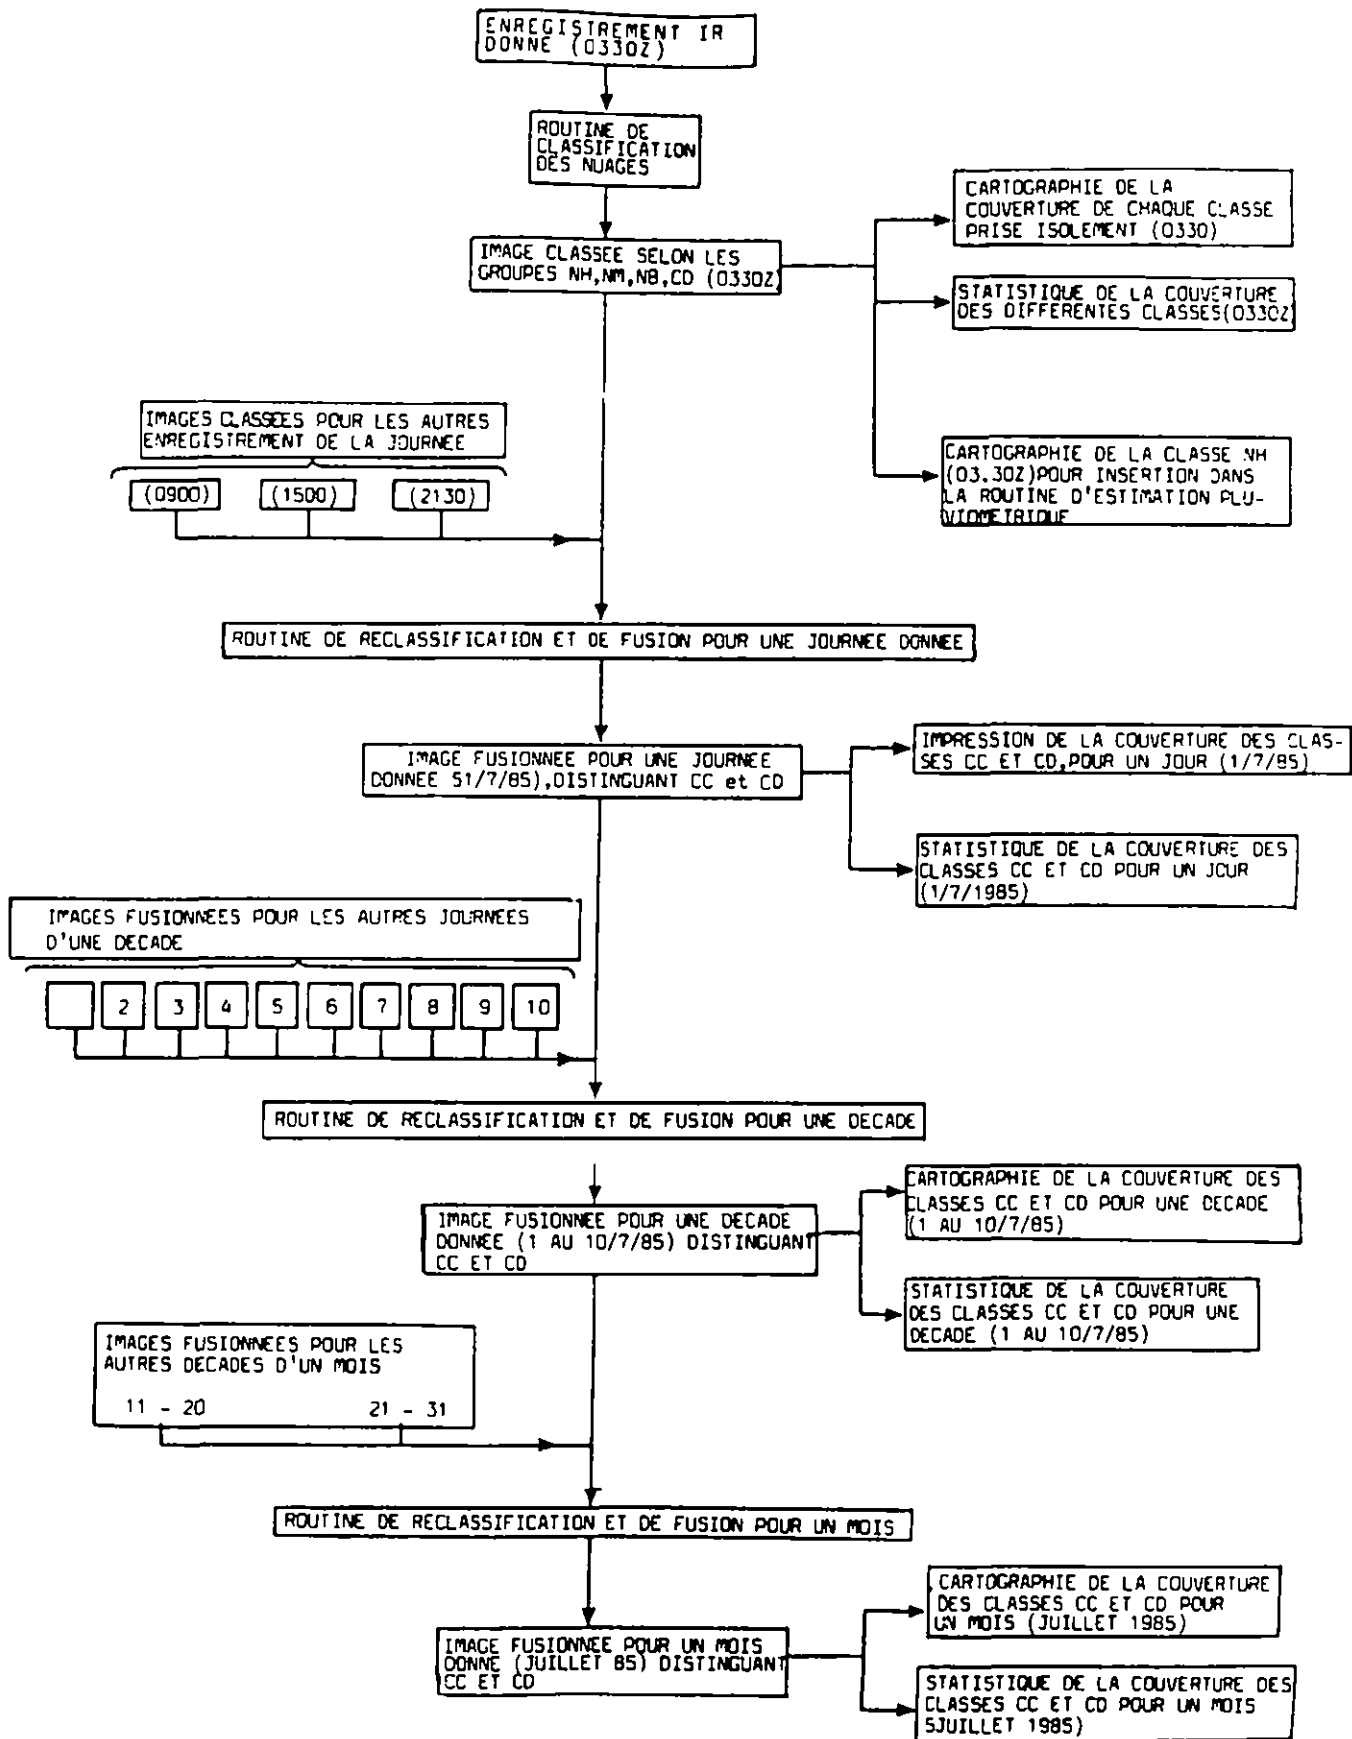 ENREGISTREMENT IR
DONNE (0330Z)
ROUTINE DE
CLASSIFICATION
DES NUAGES
IMAGE CLASSEE SELON LES
GROUPES NH,NM,NB,CD (0330Z
CARTOGRAPHIE DE LA
COUVERTURE DE CHAQUE CLASSE
PRISE ISOLEMENT (0330)
STATISTIQUE DE LA COUVERTURE
DES DIFFERENTES CLASSES(0330Z
CARTOGRAPHIE DE LA CLASSE NH
(03.30Z)POUR INSERTION DANS
LA ROUTINE D'ESTIMATION PLU-
VIOMETRIQUE
IMAGES CLASSEES POUR LES AUTRES
ENREGISTREMENT DE LA JOURNEE
(0900)
(1500)
(2130)
ROUTINE DE RECLASSIFICATION ET DE FUSION POUR UNE JOURNEE DONNEE
IMAGE FUSIONNEE POUR UNE JOURNEE
DONNEE 51/7/85),DISTINGUANT CC et CD
IMPRESSION DE LA COUVERTURE DES CLAS-
SES CC ET CD,POUR UN JOUR (1/7/85)
STATISTIQUE DE LA COUVERTURE DES
CLASSES CC ET CD POUR UN JOUR
(1/7/1985)
IMAGES FUSIONNEES POUR LES AUTRES JOURNEES
D'UNE DECADE
2 3 4 5 6 7 8 9 10
ROUTINE DE RECLASSIFICATION ET DE FUSION POUR UNE DECADE
IMAGE FUSIONNEE POUR UNE DECADE
DONNEE (1 AU 10/7/85) DISTINGUANT
CC ET CD
CARTOGRAPHIE DE LA COUVERTURE DES
CLASSES CC ET CD POUR UNE DECADE
(1 AU 10/7/85)
STATISTIQUE DE LA COUVERTURE
DES CLASSES CC ET CD POUR UNE
DECADE (1 AU 10/7/85)
IMAGES FUSIONNEES POUR LES
AUTRES DECADES D'UN MOIS
11 - 20
21 - 31
ROUTINE DE RECLASSIFICATION ET DE FUSION POUR UN MOIS
IMAGE FUSIONNEE POUR UN MOIS
DONNE (JUILLET 85) DISTINGUANT
CC ET CD
CARTOGRAPHIE DE LA COUVERTURE
DES CLASSES CC ET CD POUR
UN MOIS (JUILLET 1985)
STATISTIQUE DE LA COUVERTURE DES
CLASSES CC ET CD POUR UN MOIS
5JUILLET 1985)